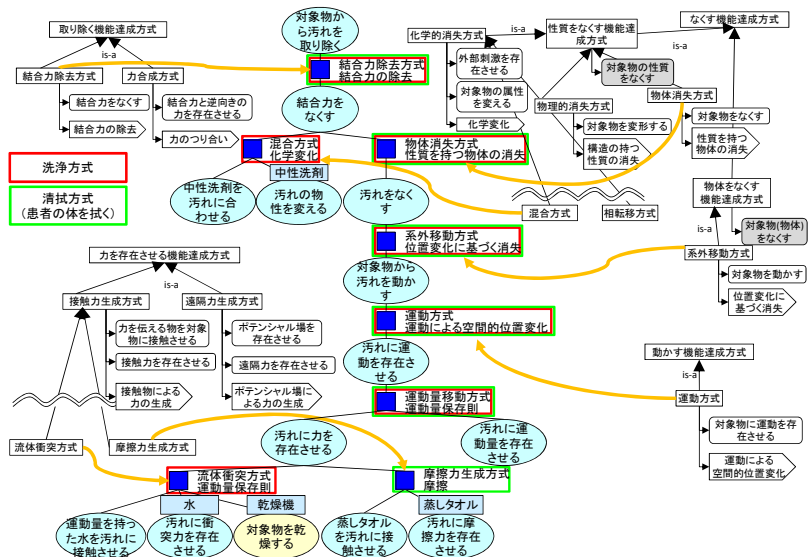 取り除く機能達成方式
is-a
結合力除去方式
力合成方式
結合力をなくす
結合力の除去
結合力と逆向きの
力を存在させる
力のつり合い
洗浄方式
清拭方式
(患者の体を拭く)
対象物か
ら汚れを
取り除く
結合力除去方式
結合力の除去
結合力を
なくす
混合方式
化学変化
中性洗剤
中性洗剤を
汚れに合
わせる
汚れの物
性を変える
物体消失方式
性質を持つ物体の消失
汚れをなく
す
系外移動方式
位置変化に基づく消失
対象物から
汚れを動
かす
運動方式
運動による空間的位置変化
汚れに運
動を存在さ
せる
運動量移動方式
運動量保存則
汚れに力を
存在させる
汚れに運
動量を存在
させる
流体衝突方式
運動量保存則
水
乾燥機
運動量を持っ
た水を汚れに
接触させる
汚れに衝
突力を存在
させる
対象物を乾
燥する
摩擦力生成方式
摩擦
蒸しタオル
蒸しタオル
を汚れに接
触させる
汚れに摩
擦力を存在
させる
化学的消失方式
外部刺激を存
在させる
対象物の属性
を変える
化学変化
is-a
性質をなくす機能達
成方式
is-a
なくす機能達成方式
対象物の性質
をなくす
物理的消失方式
対象物を変形する
構造の持つ
性質の消失
物体消失方式
対象物をなくす
性質を持つ
物体の消失
混合方式
相転移方式
物体をなくす
機能達成方式
is-a
対象物(物体)
をなくす
系外移動方式
対象物を動かす
位置変化に
基づく消失
動かす機能達成方式
is-a
運動方式
対象物に運動を存
在させる
運動による
空間的位置変化
力を存在させる機能達成方式
is-a
接触力生成方式
遠隔力生成方式
力を伝える物を対象
物に接触させる
接触力を存在させる
接触物による
力の生成
ポテンシャル場を
存在させる
遠隔力を存在させる
ポテンシャル場に
よる力の生成
流体衝突方式
摩擦力生成方式